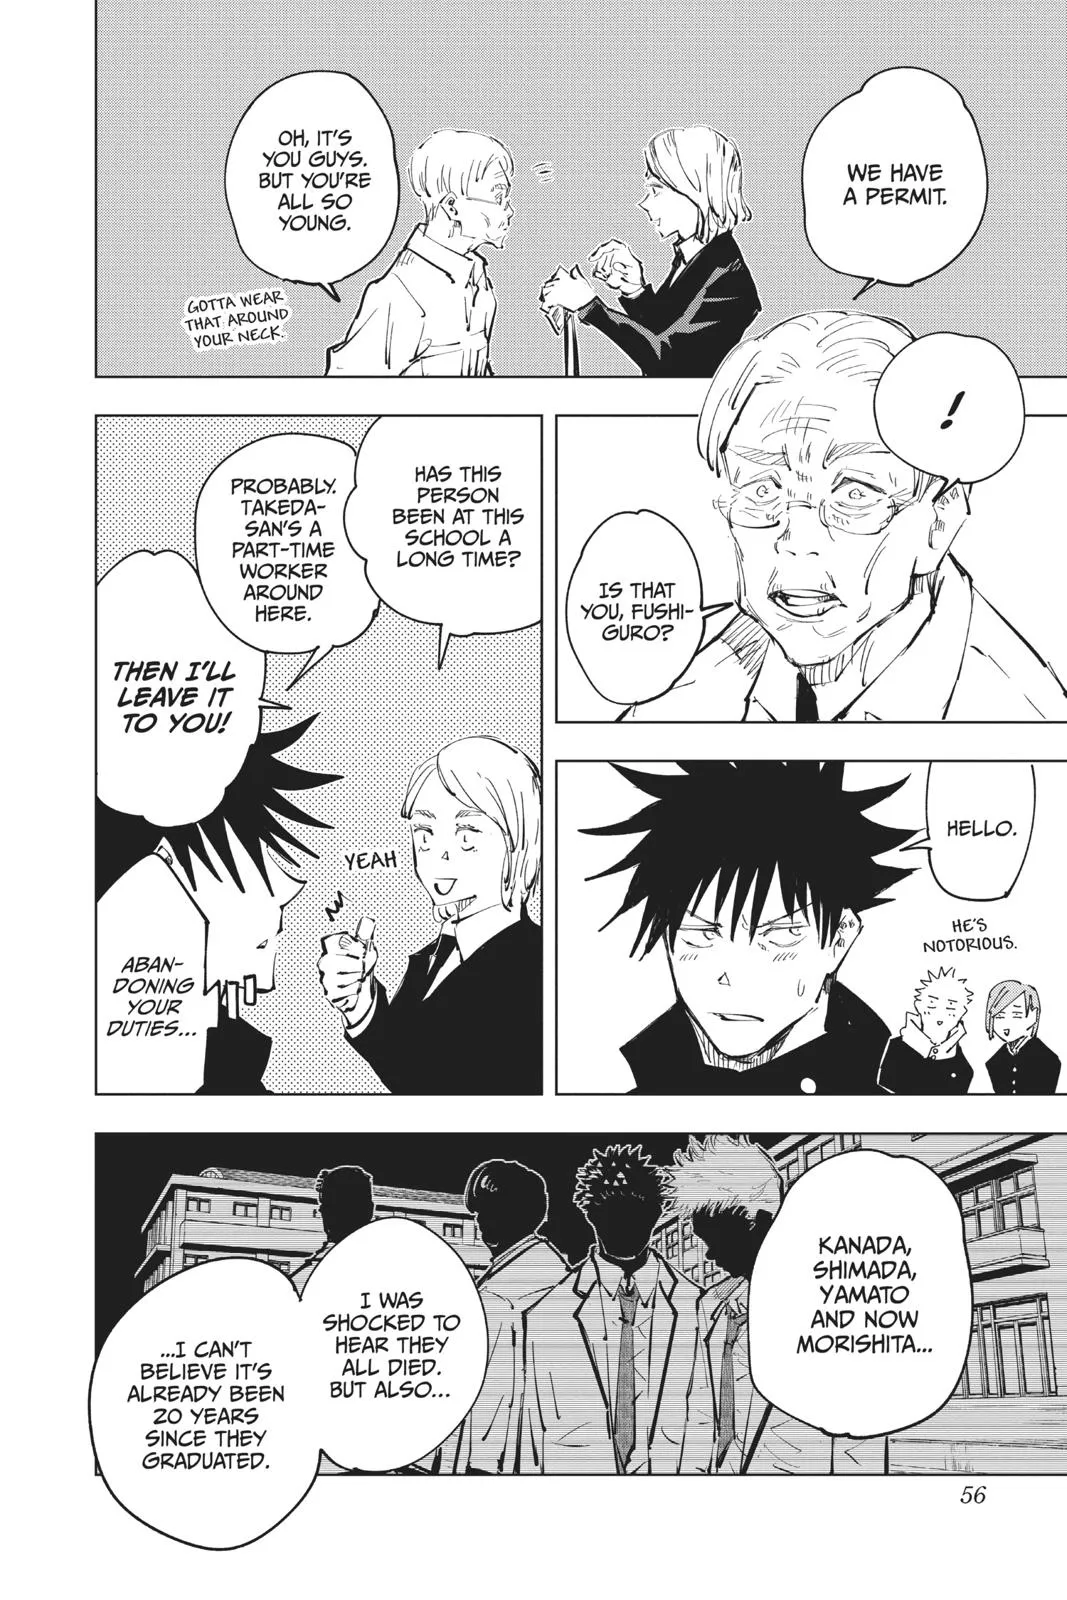 WE HAVE
A PERMIT.
OH, IT'S
YOU GUYS.
BUT YOU'RE
ALL SO
YOUNG.
GOTTA WEAR
THAT AROUND
YOUR NECK.
!
IS THAT
YOU, FUSHI-
GURO?
HAS THIS
PERSON
BEEN AT THIS
SCHOOL A
LONG TIME?
PROBABLY.
TAKEDA-
SAN'S A
PART-TIME
WORKER
AROUND
HERE.
THEN I'LL
LEAVE IT
TO YOU!
YEAH
ABAN-
DONING
YOUR
DUTIES...
HELLO.
HE'S
NOTORIOUS.
KANADA,
SHIMADA,
YAMATO
AND NOW
MORISHITA...
I WAS
SHOCKED TO
HEAR THEY
ALL DIED.
BUT ALSO...
...I CAN'T
BELIEVE IT'S
ALREADY BEEN
20 YEARS
SINCE THEY
GRADUATED.
56